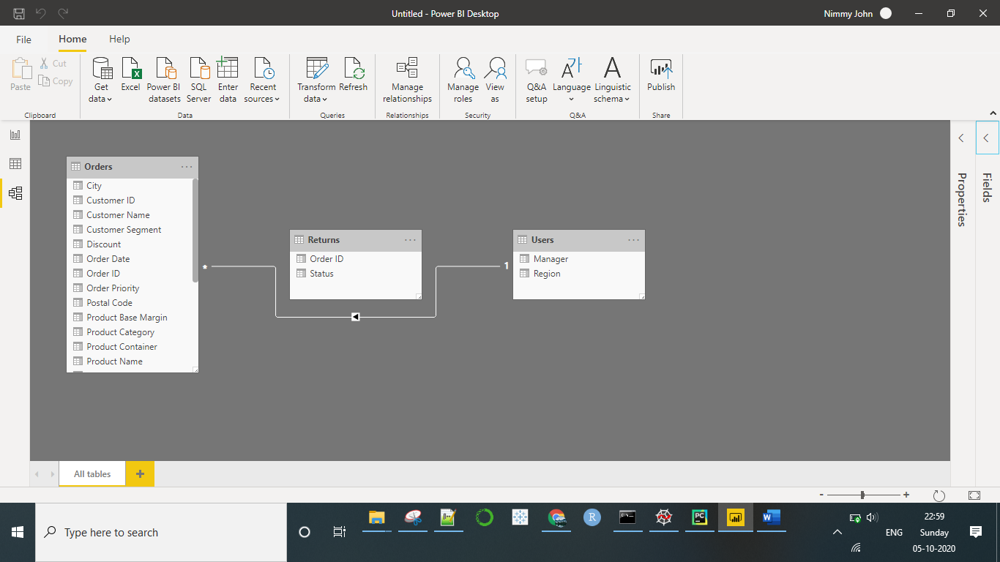 Untitled - Power BI Desktop
Nimmy John
File Home Help
Paste
Cut
Copy
Clipboard
Get data
Excel
Power BI datasets
SQL Server
Enter data
Recent sources
Data
Transform data
Refresh
Queries
Manage relationships
Relationships
Manage roles
View as
Security
Q&A setup
Language
Linguistic schema
Q&A
Publish
Share
Orders
City
Customer ID
Customer Name
Customer Segment
Discount
Order Date
Order ID
Order Priority
Postal Code
Product Base Margin
Product Category
Product Container
Product Name
*
Returns
Order ID
Status
1
Users
Manager
Region
Properties
Fields
All tables
+
- +
Type here to search
R
PC
W
ENG
22:59
Sunday
05-10-2020